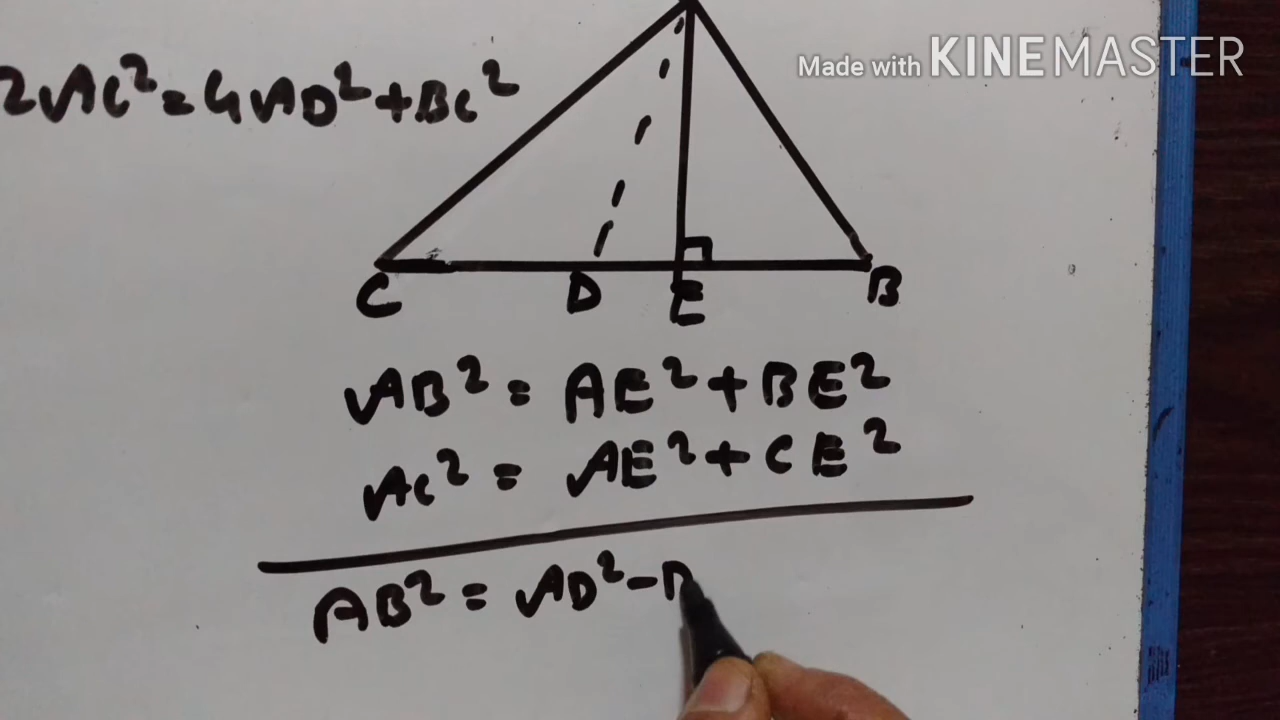 Made with KINEMASTER
2AC²=4AD²+BC²
C D E B
AB² = AE²+BE²
AC² = AE²+CE²
AB² = AD²-D